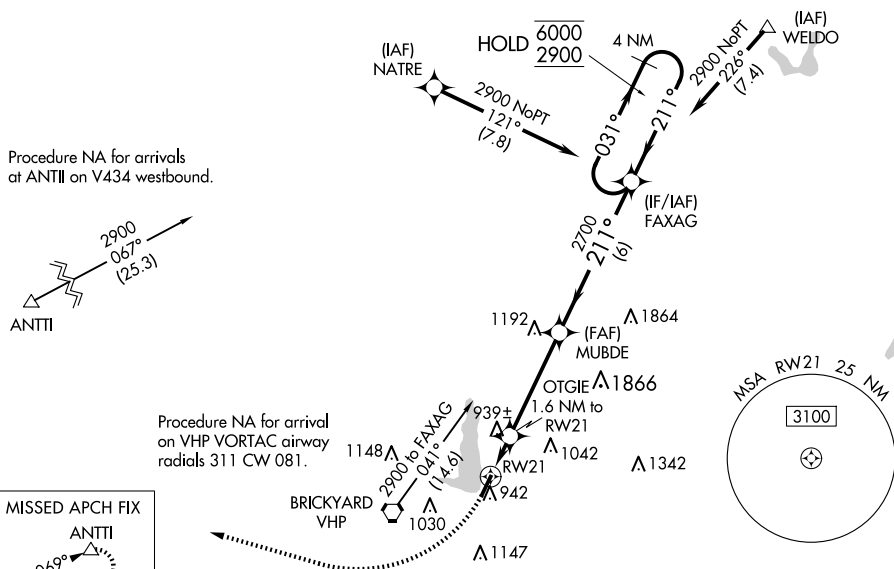 (IAF)
WELDO
2900 NoPT
226°
(7.4)
HOLD 6000
2900
4 NM
(IAF)
NATRE
2900 NoPT
121°
(7.8)
031°
211°
Procedure NA for arrivals
at ANTII on V434 westbound.
(IF/IAF)
FAXAG
2700
211°
(6)
2900
067°
(25.3)
ANTTI
1192
1864
(FAF)
MUBDE
OTGIE
1866
1.6 NM to
RW21
939±
MSA RW21 25 NM
3100
Procedure NA for arrival
on VHP VORTAC airway
radials 311 CW 081.
1148
2900 to FAXAG
041°
(14.6)
1042
1342
RW21
942
BRICKYARD
VHP
1030
1147
MISSED APCH FIX
ANTTI
069°